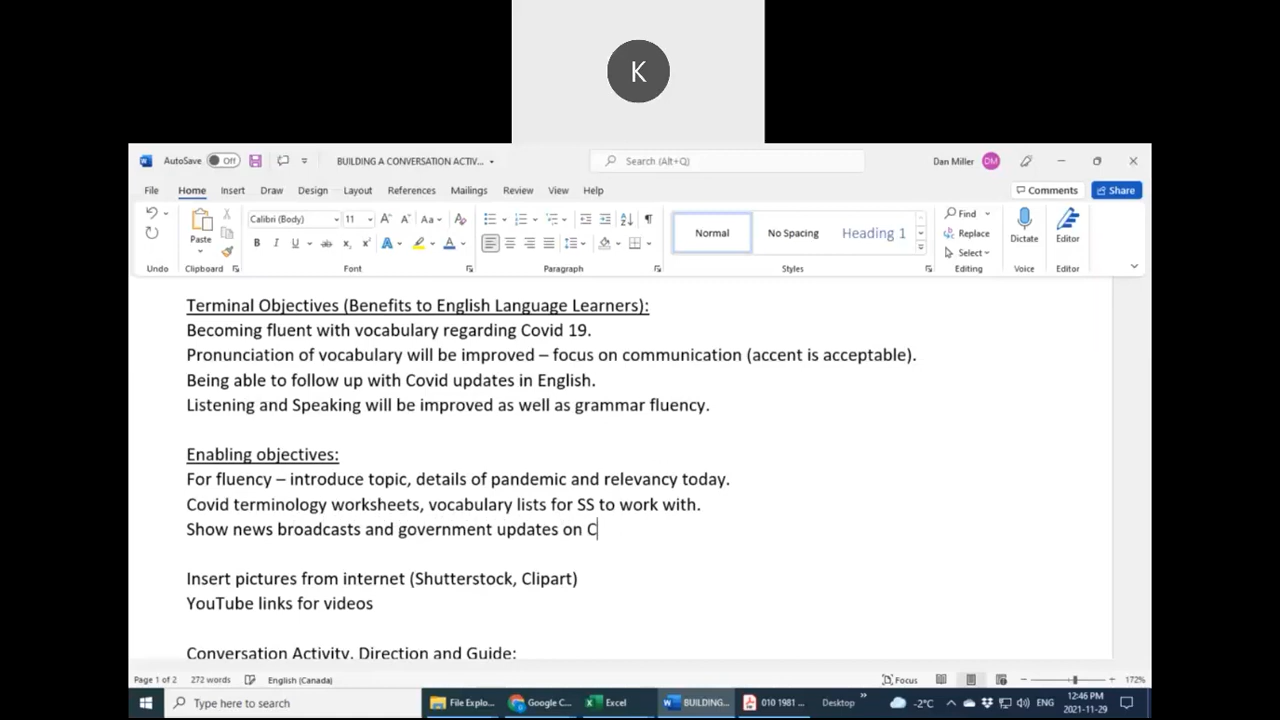 K
AutoSave Off BUILDING A CONVERSATION ACTIV... Search (Alt+Q) Dan Miller DM
File Home Insert Draw Design Layout References Mailings Review View Help Comments Share
Calibri (Body) 11 Aa Normal No Spacing Heading 1 Find
Paste Replace Dictate Editor
B I U ab x₂ x² A A Select
Undo Clipboard Font Paragraph Styles Editing Voice Editor
Terminal Objectives (Benefits to English Language Learners):
Becoming fluent with vocabulary regarding Covid 19.
Pronunciation of vocabulary will be improved – focus on communication (accent is acceptable).
Being able to follow up with Covid updates in English.
Listening and Speaking will be improved as well as grammar fluency.
Enabling objectives:
For fluency – introduce topic, details of pandemic and relevancy today.
Covid terminology worksheets, vocabulary lists for SS to work with.
Show news broadcasts and government updates on C
Insert pictures from internet (Shutterstock, Clipart)
YouTube links for videos
Conversation Activity, Direction and Guide:
Page 1 of 2 272 words English (Canada) Focus 172%
Type here to search File Explo... Google C... Excel BUILDING... 010 1981 ... Desktop -2°C ENG 12:46 PM
2021-11-29